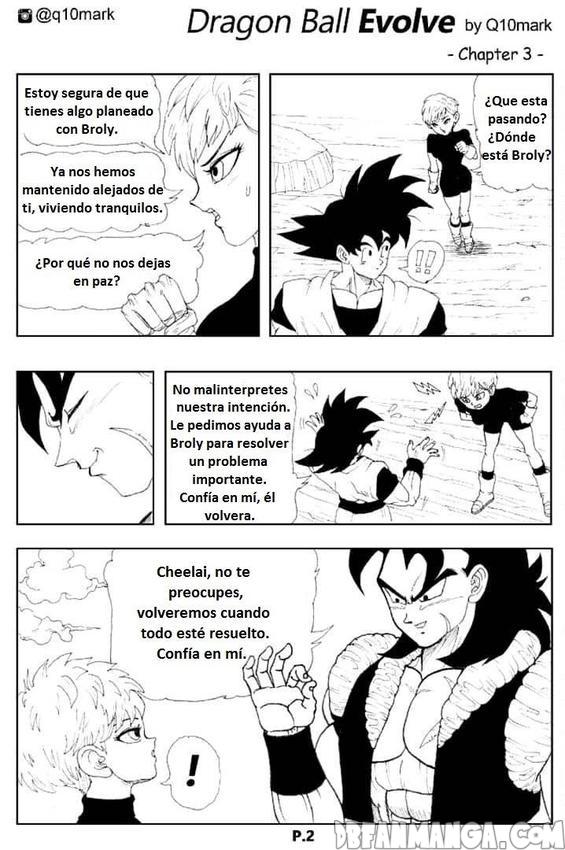 @q10mark
Dragon Ball Evolve by Q10mark
- Chapter 3 -
Estoy segura de que
tienes algo planeado
con Broly.
Ya nos hemos
mantenido alejados de
ti, viviendo tranquilos.
¿Por qué no nos dejas
en paz?
¿Que esta
pasando?
¿Dónde
está Broly?
!!
No malinterpretes
nuestra intención.
Le pedimos ayuda a
Broly para resolver
un problema
importante.
Confía en mí, él
volvera.
Cheelai, no te
preocupes,
volveremos cuando
todo esté resuelto.
Confía en mí.
!
P.2
DBFANMANGA.COM